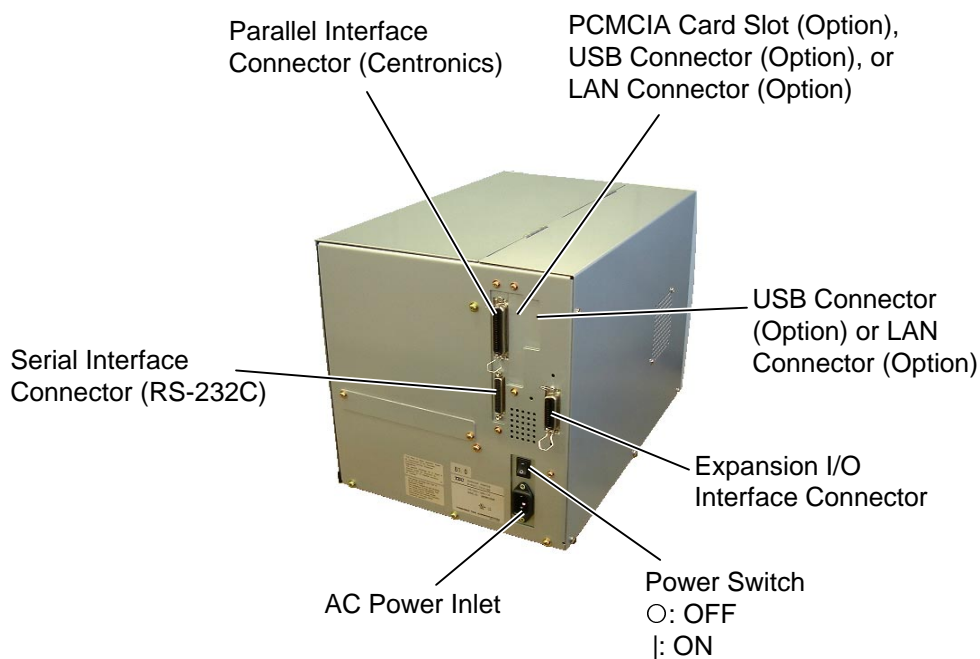 Parallel Interface
Connector (Centronics)
PCMCIA Card Slot (Option),
USB Connector (Option), or
LAN Connector (Option)
USB Connector
(Option) or LAN
Connector (Option)
Serial Interface
Connector (RS-232C)
Expansion I/O
Interface Connector
AC Power Inlet
Power Switch
○: OFF
|: ON